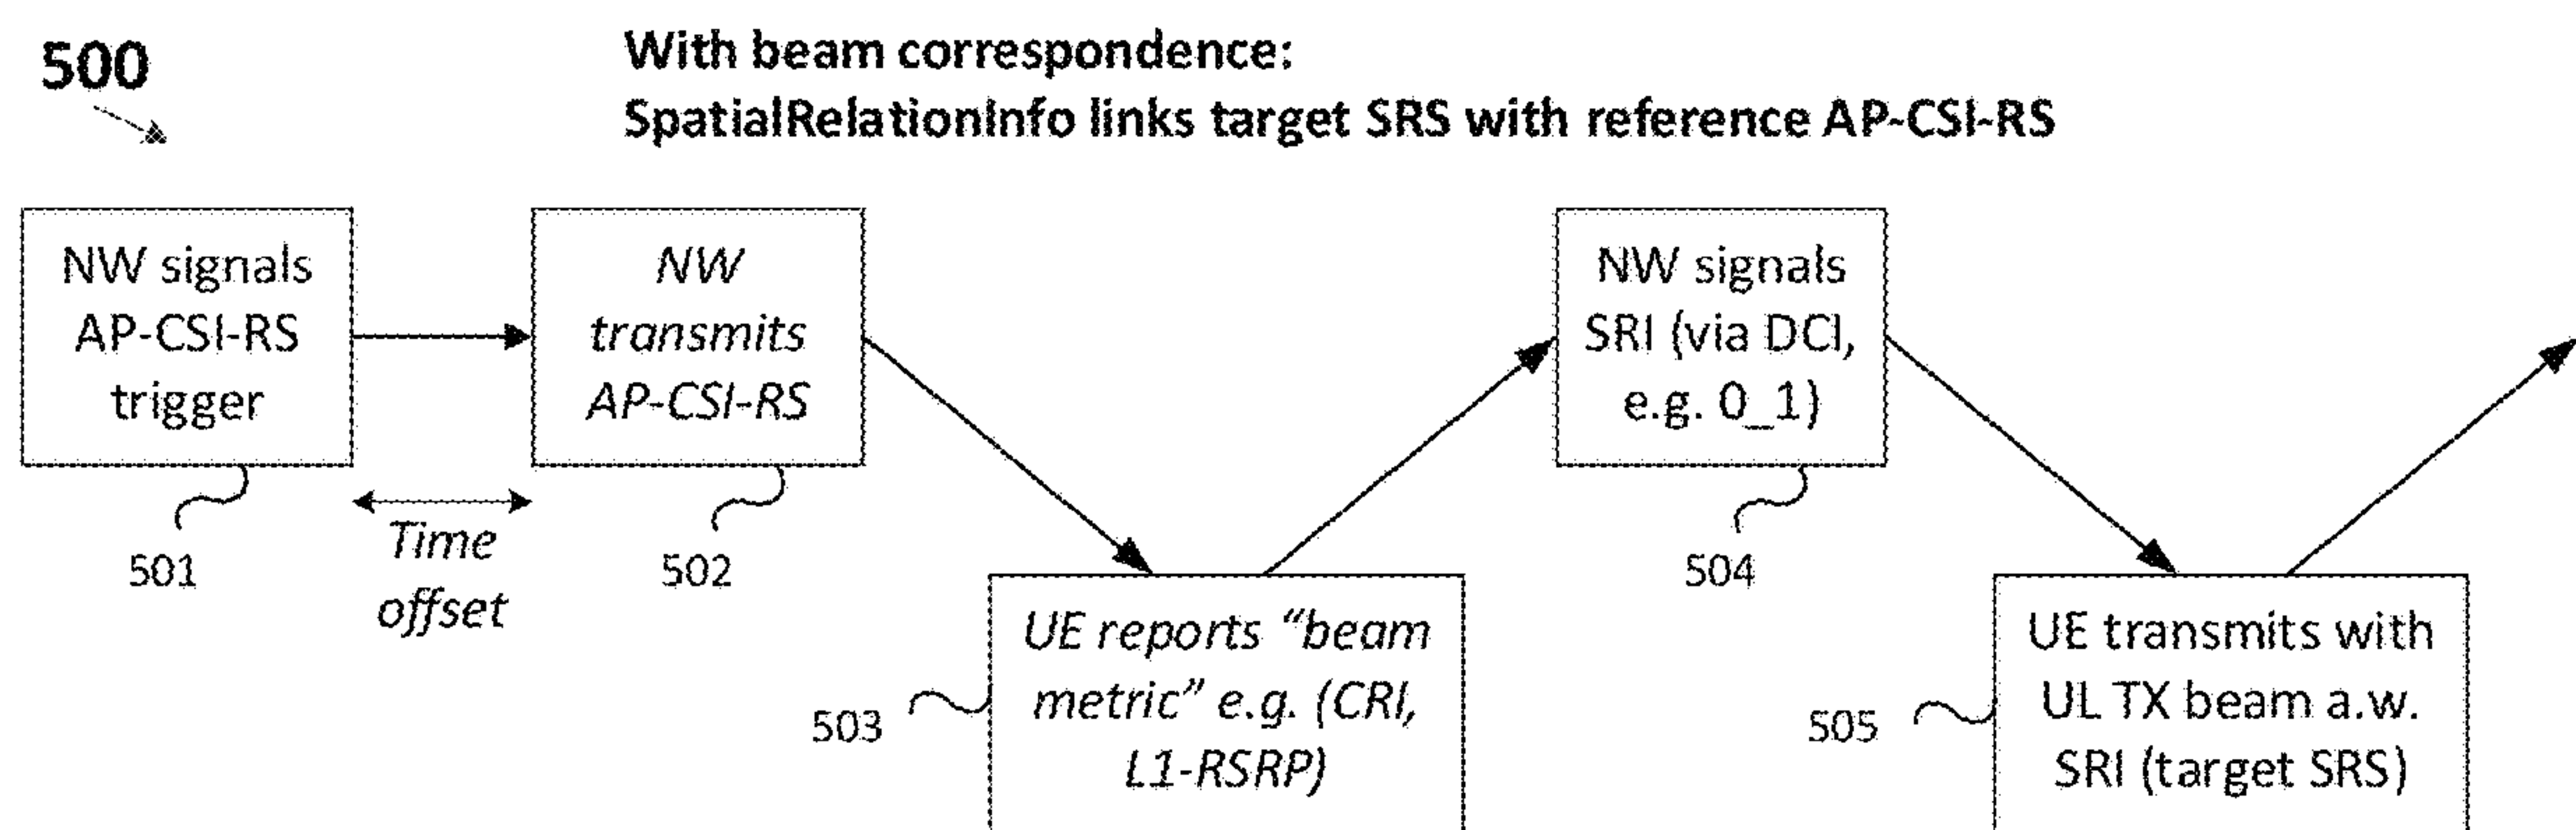 500
With beam correspondence:
SpatialRelationInfo links target SRS with reference AP-CSI-RS
NW signals
AP-CSI-RS
trigger
501
Time
offset
NW
transmits
AP-CSI-RS
502
UE reports “beam
metric” e.g. (CRI,
L1-RSRP)
503
NW signals
SRI (via DCI,
e.g. 0_1)
504
UE transmits with
UL TX beam a.w.
SRI (target SRS)
505